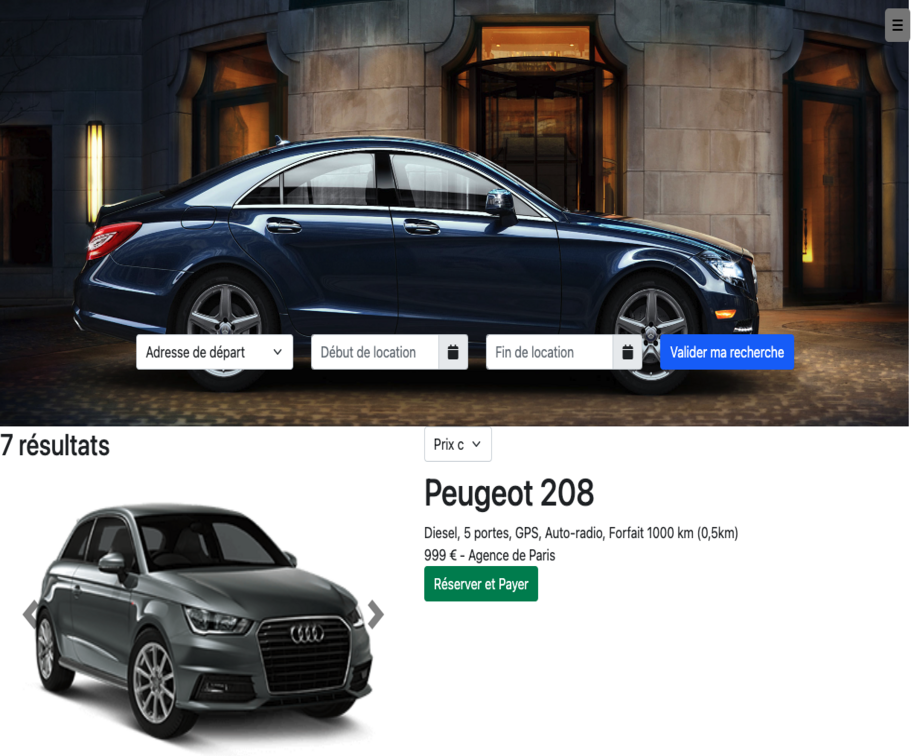 ☰
Adresse de départ
Début de location
Fin de location
Valider ma recherche
7 résultats
Prix c
Peugeot 208
Diesel, 5 portes, GPS, Auto-radio, Forfait 1000 km (0,5km)
999 € - Agence de Paris
Réserver et Payer